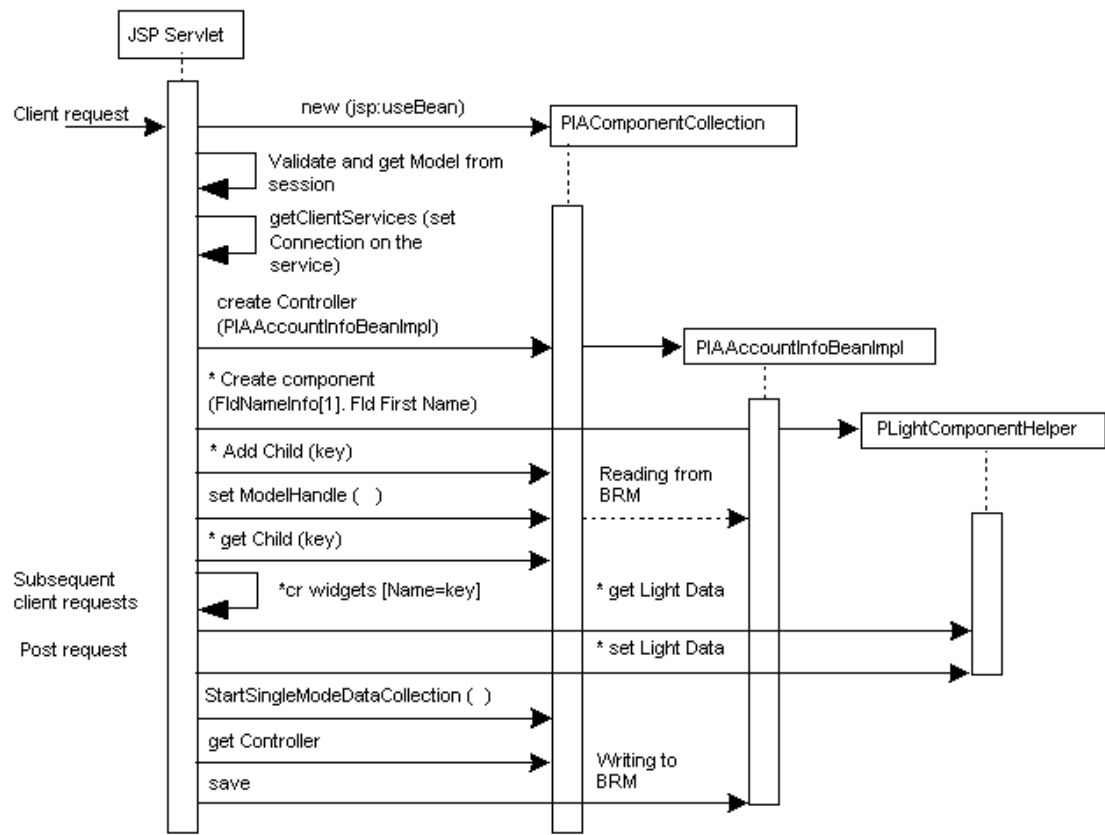 JSP Servlet
Client request
new (jsp:useBean)
PIAComponentCollection
Validate and get Model from
session
getClientServices (set
Connection on the
service)
create Controller
(PIAAccountInfoBeanImpl)
PIAAccountInfoBeanImpl
* Create component
(FldNameInfo[1]. Fld First Name)
PLightComponentHelper
* Add Child (key)
Reading from
BRM
set ModelHandle ( )
* get Child (key)
Subsequent
client requests
*cr widgets [Name=key]
* get Light Data
Post request
* set Light Data
StartSingleModeDataCollection ( )
get Controller
Writing to
BRM
save